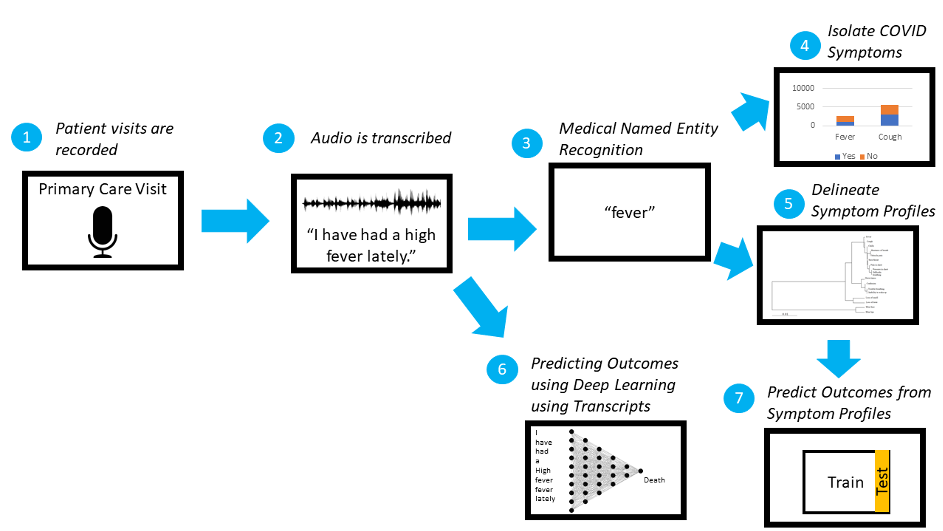 1
Patient visits are
recorded
Primary Care Visit
2
Audio is transcribed
“I have had a high
fever lately.”
3
Medical Named Entity
Recognition
“fever”
4
Isolate COVID
Symptoms
10000
5000
0
Fever Cough
Yes No
5
Delineate
Symptom Profiles
6
Predicting Outcomes
using Deep Learning
using Transcripts
I
have
had
a
High
fever
fever
lately
Death
7
Predict Outcomes from
Symptom Profiles
Train
Test